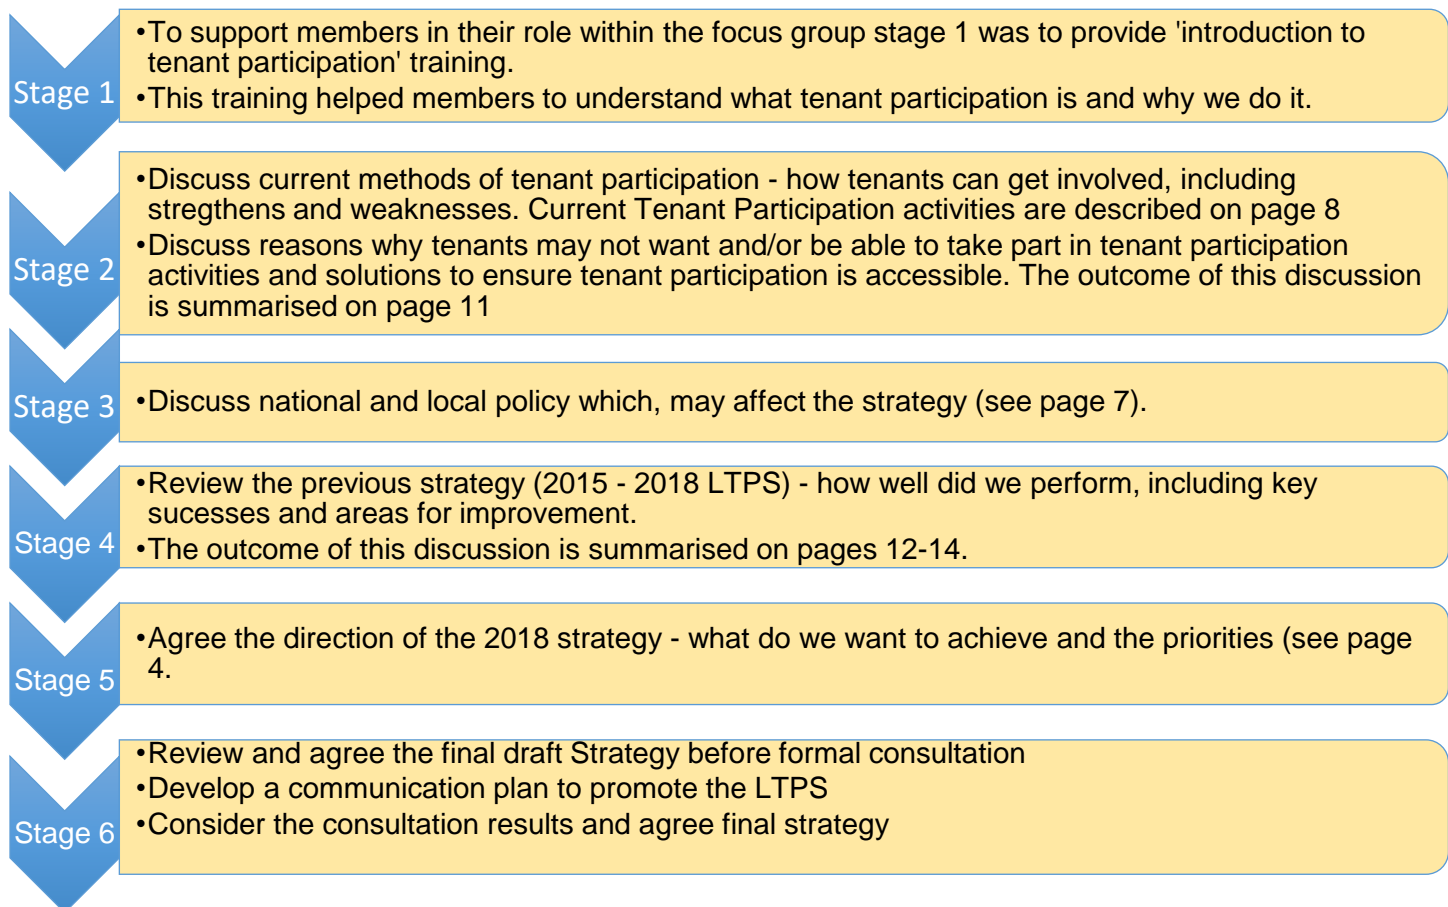 Stage 1
•To support members in their role within the focus group stage 1 was to provide 'introduction to
tenant participation' training.
•This training helped members to understand what tenant participation is and why we do it.
Stage 2
•Discuss current methods of tenant participation - how tenants can get involved, including
stregthens and weaknesses. Current Tenant Participation activities are described on page 8
•Discuss reasons why tenants may not want and/or be able to take part in tenant participation
activities and solutions to ensure tenant participation is accessible. The outcome of this discussion
is summarised on page 11
Stage 3
•Discuss national and local policy which, may affect the strategy (see page 7).
Stage 4
•Review the previous strategy (2015 - 2018 LTPS) - how well did we perform, including key
sucesses and areas for improvement.
•The outcome of this discussion is summarised on pages 12-14.
Stage 5
•Agree the direction of the 2018 strategy - what do we want to achieve and the priorities (see page
4.
Stage 6
•Review and agree the final draft Strategy before formal consultation
•Develop a communication plan to promote the LTPS
•Consider the consultation results and agree final strategy